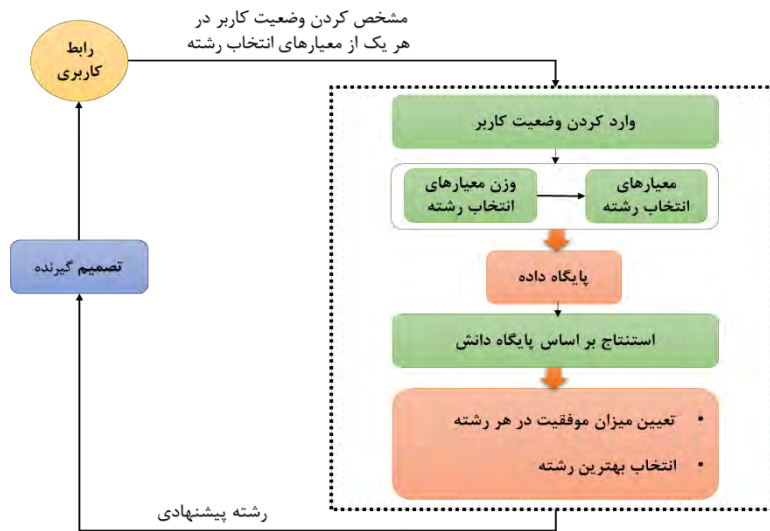 مشخص کردن وضعیت کاربر در
هر یک از معیارهای انتخاب رشته
رابط
کاربری
وارد کردن وضعیت کاربر
معیارهای
انتخاب رشته
وزن معیارهای
انتخاب رشته
پایگاه داده
تصمیم گیرنده
استنتاج بر اساس پایگاه دانش
• تعیین میزان موفقیت در هر رشته
• انتخاب بهترین رشته
رشته پیشنهادی